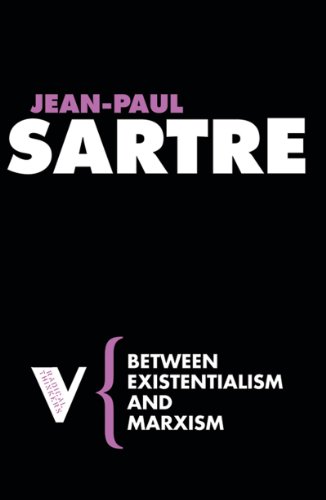 JEAN-PAUL
SARTRE
V
RADICAL
THINKERS
BETWEEN
EXISTENTIALISM
AND
MARXISM